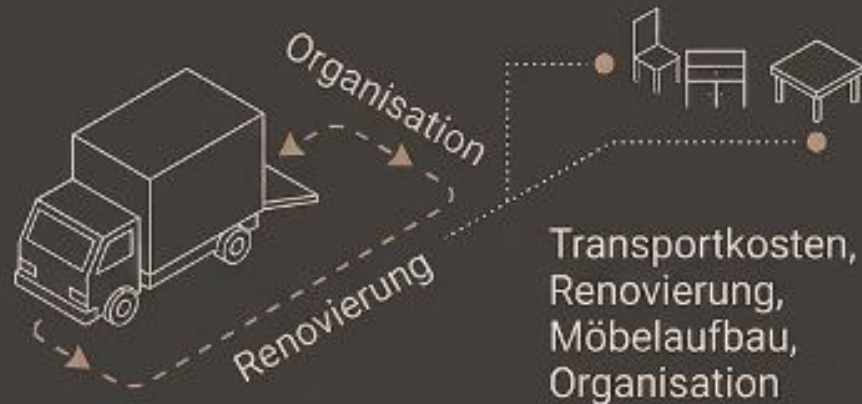 Organisation
Renovierung
Transportkosten,
Renovierung,
Möbelaufbau,
Organisation